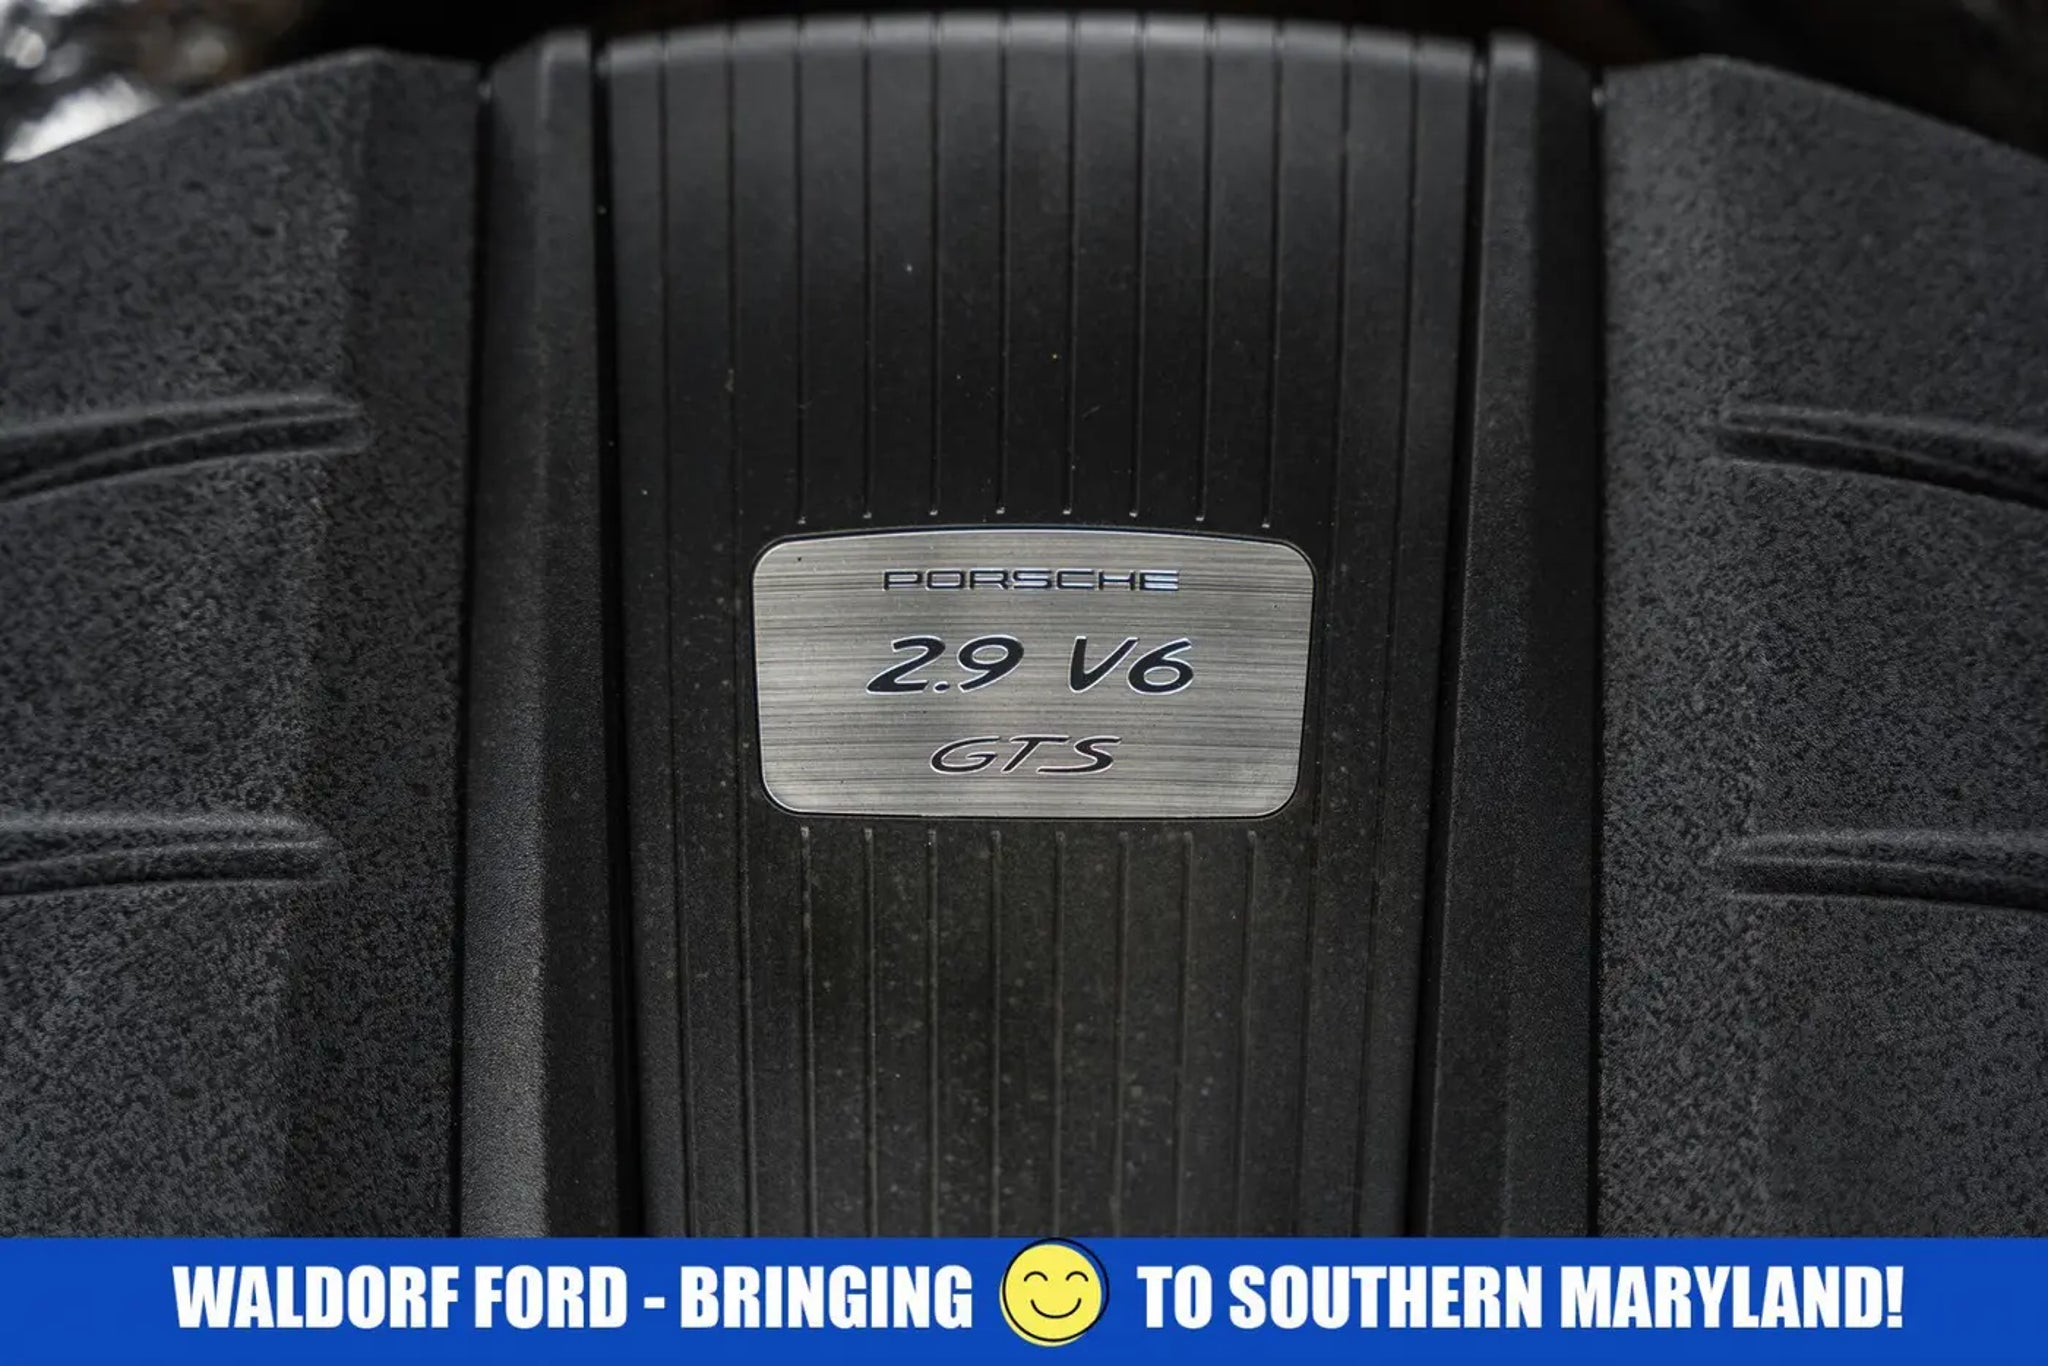 PORSCHE
2.9 V6
GTS
WALDORF FORD - BRINGING TO SOUTHERN MARYLAND!